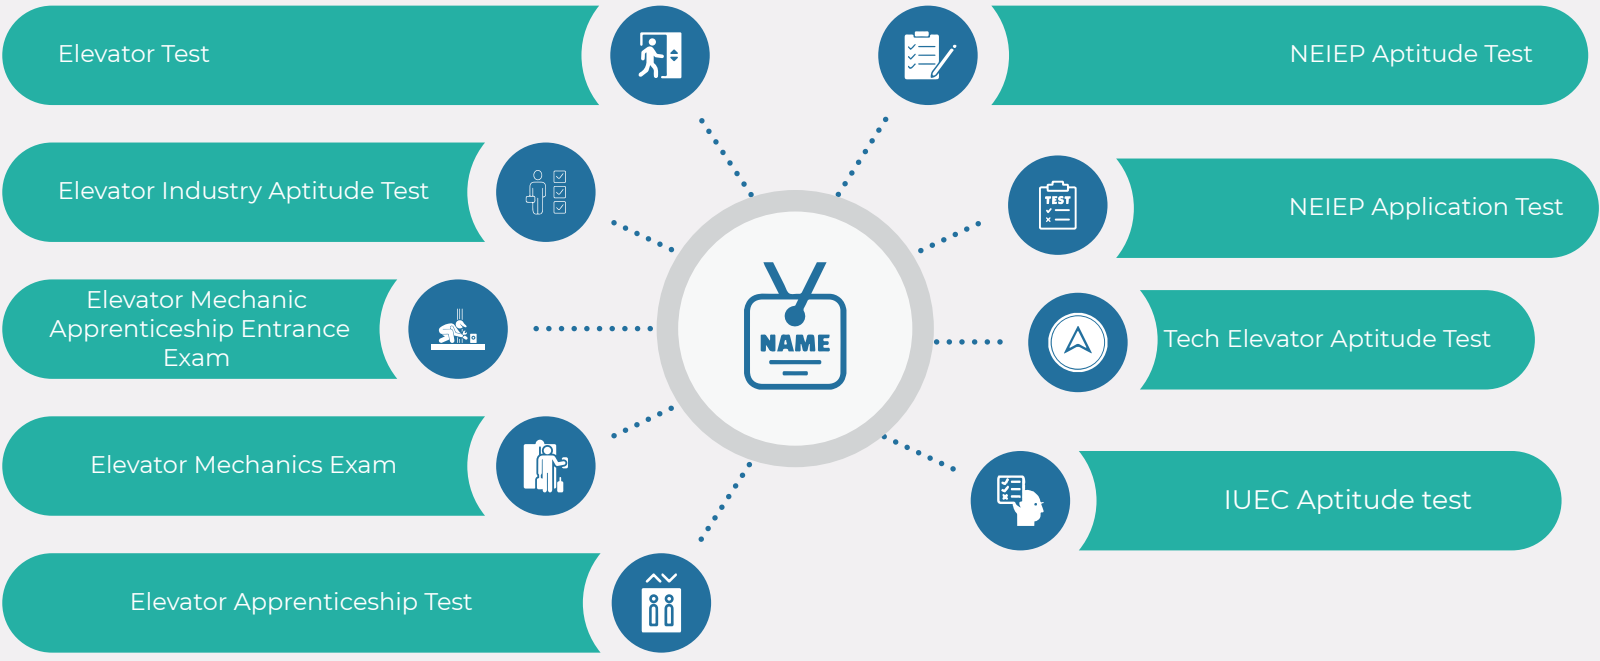 Elevator Test
Elevator Industry Aptitude Test
Elevator Mechanic
Apprenticeship Entrance
Exam
Elevator Mechanics Exam
Elevator Apprenticeship Test
NAME
NEIEP Aptitude Test
TEST
NEIEP Application Test
Tech Elevator Aptitude Test
IUEC Aptitude test